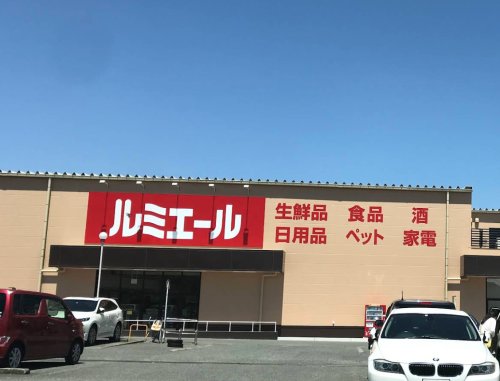 ルミエール
生鮮品 食品 酒
日用品 ペット 家電